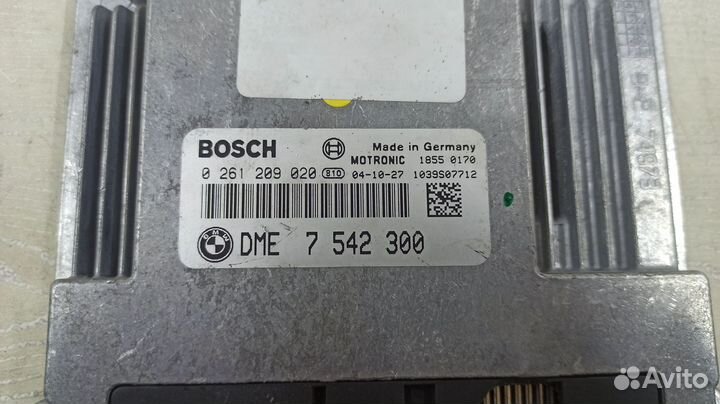 BOSCH
Made in Germany
MOTRONIC 1855 0170
0 261 209 020 810 04-10-27 1039S07712
BMW
DME 7 542 300
Avito